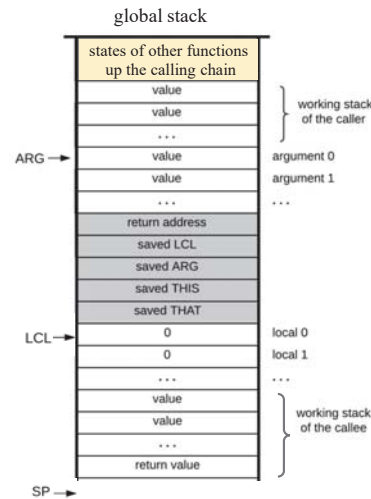 global stack
states of other functions
up the calling chain
value
value
...
working stack
of the caller
ARG
value
argument 0
value
argument 1
...
...
return address
saved LCL
saved ARG
saved THIS
saved THAT
LCL
0
local 0
0
local 1
...
...
value
value
...
return value
working stack
of the callee
SP